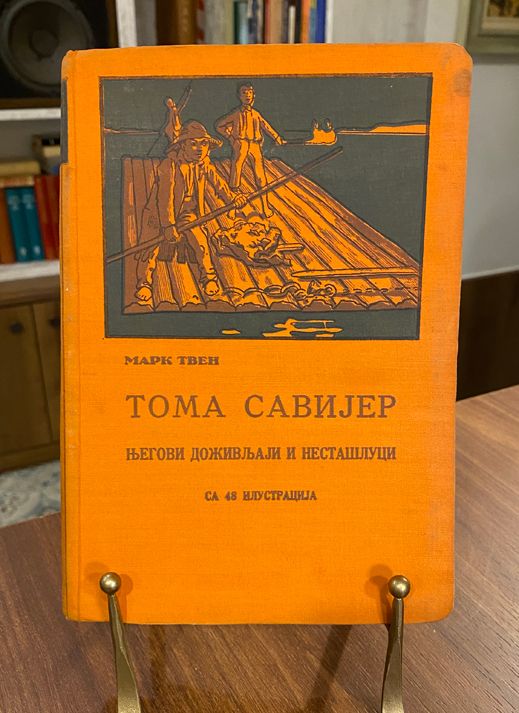 МАРК ТВЕН
ТОМА САВИЈЕР
ЊЕГОВИ ДОЖИВЉАЈИ И НЕСТАШЛУЦИ
СА 48 ИЛУСТРАЦИЈА